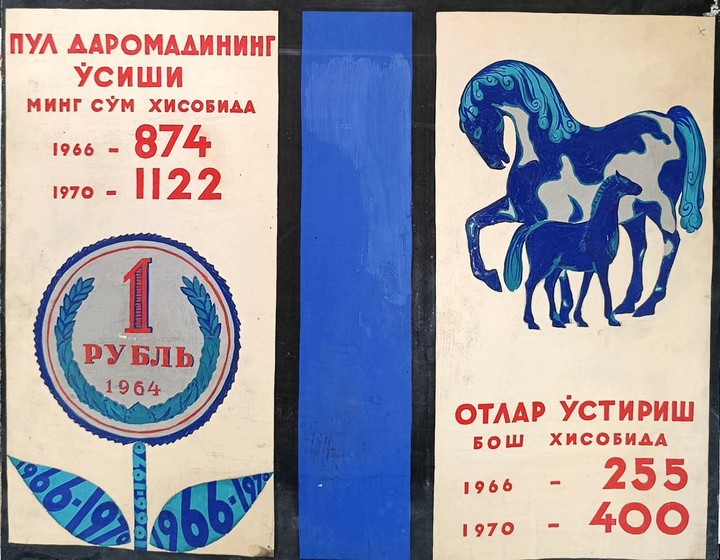 ПУЛ ДАРОМАДИНИНГ
ЎСИШИ
МИНГ СЎМ ХИСОБИДА
1966 - 874
1970 - 1122
1
РУБЛЬ
1964
1966-1970
1966-1970
1966-1970
ОТЛАР ЎСТИРИШ
БОШ ХИСОБИДА
1966 - 255
1970 - 400